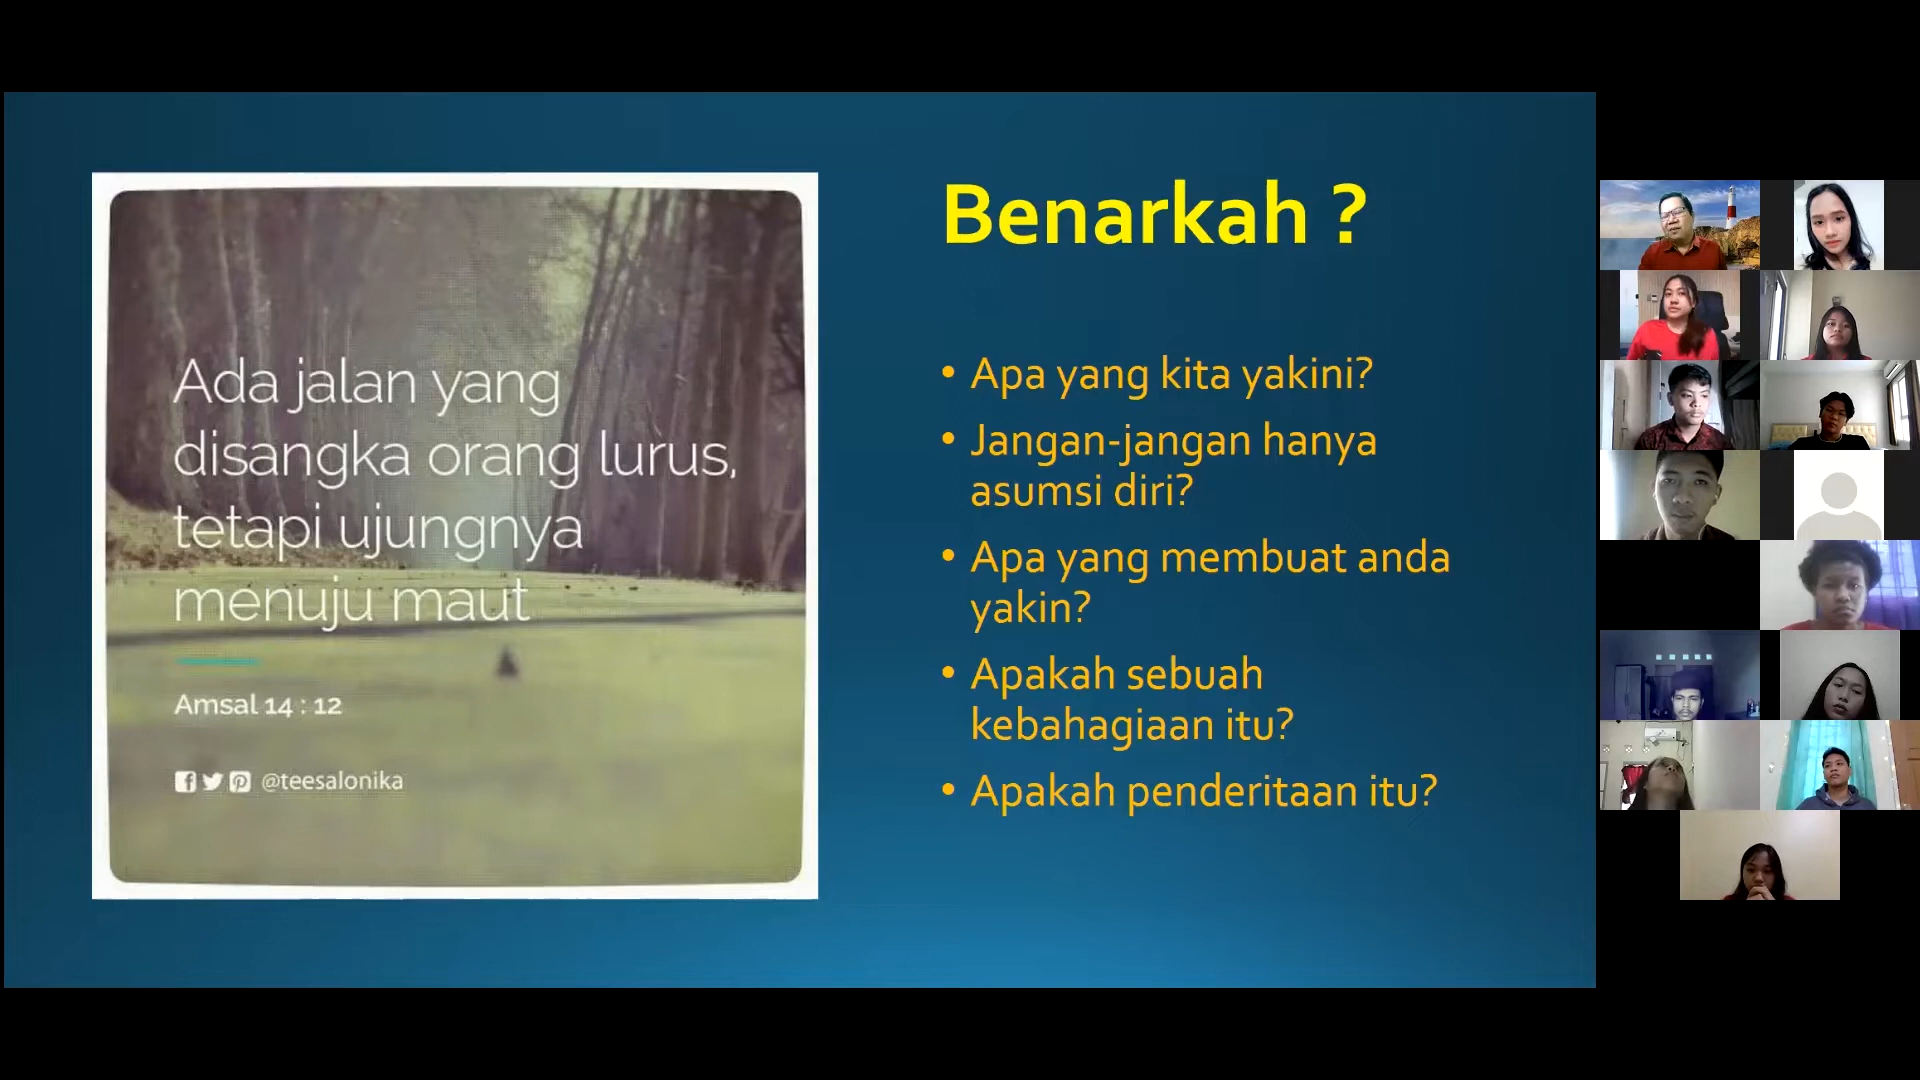 Ada jalan yang
disangka orang lurus,
tetapi ujungnya
menuju maut
Amsal 14 : 12
@teesalonika
Benarkah ?
• Apa yang kita yakini?
• Jangan-jangan hanya
asumsi diri?
• Apa yang membuat anda
yakin?
• Apakah sebuah
kebahagiaan itu?
• Apakah penderitaan itu?